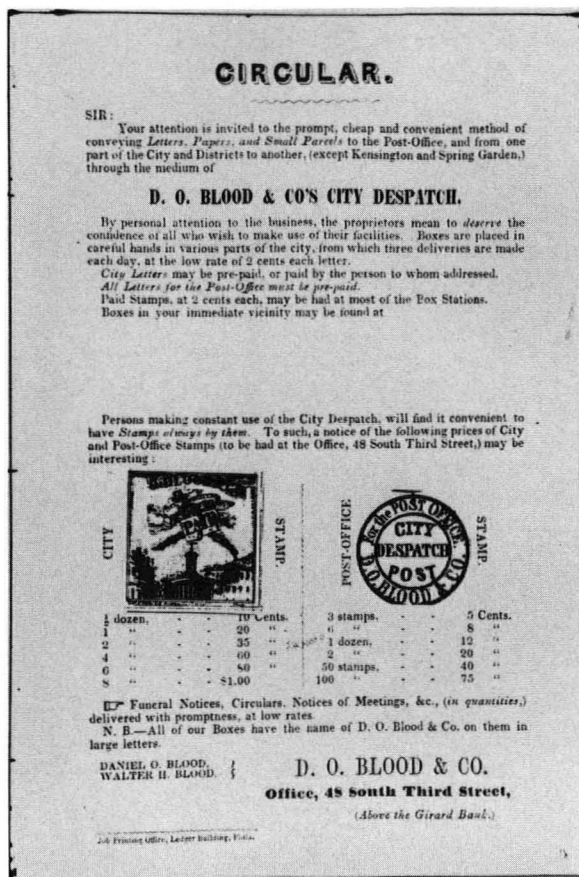 CIRCULAR.
SIR:
Your attention is invited to the prompt, cheap and convenient method of
conveying Letters, Papers, and Small Parcels to the Post-Office, and from one
part of the City and Districts to another, (except Kensington and Spring Garden,)
through the medium of
D. O. BLOOD & CO'S CITY DESPATCH.
By personal attention to the business, the proprietors mean to deserve the
confidence of all who wish to make use of their facilities. Boxes are placed in
careful hands in various parts of the city, from which three deliveries are made
each day, at the low rate of 2 cents each letter.
City Letters may be pre-paid, or paid by the person to whom addressed.
All Letters for the Post-Office must be pre-paid.
Paid Stamps, at 2 cents each, may be had at most of the Box Stations.
Boxes in your immediate vicinity may be found at
Persons making constant use of the City Despatch, will find it convenient to
have Stamps always by them. To such, a notice of the following prices of City
and Post-Office Stamps (to be had at the Office, 48 South Third Street,) may be
interesting:
CITY
PAID
STAMP.
POST-OFFICE
for the POST OFFICE.
CITY
DESPATCH
POST
D. O. BLOOD & CO.
STAMP.
½ dozen, - - 10 Cents. 3 stamps, - - 5 Cents.
1 " - - 20 " 6 " - - 8 "
2 " - - 35 " 1 dozen, - - 12 "
4 " - - 60 " 2 " - - 20 "
6 " - - 80 " 50 stamps, - - 40 "
8 " - - $1.00 100 " - - 75 "
☞ Funeral Notices, Circulars, Notices of Meetings, &c., (in quantities,)
delivered with promptness, at low rates
N. B.—All of our Boxes have the name of D. O. Blood & Co. on them in
large letters.
DANIEL O. BLOOD,
WALTER H. BLOOD.
D. O. BLOOD & CO.
Office, 48 South Third Street,
(Above the Girard Bank.)
Job Printing Office, Ledger Building, Phila.